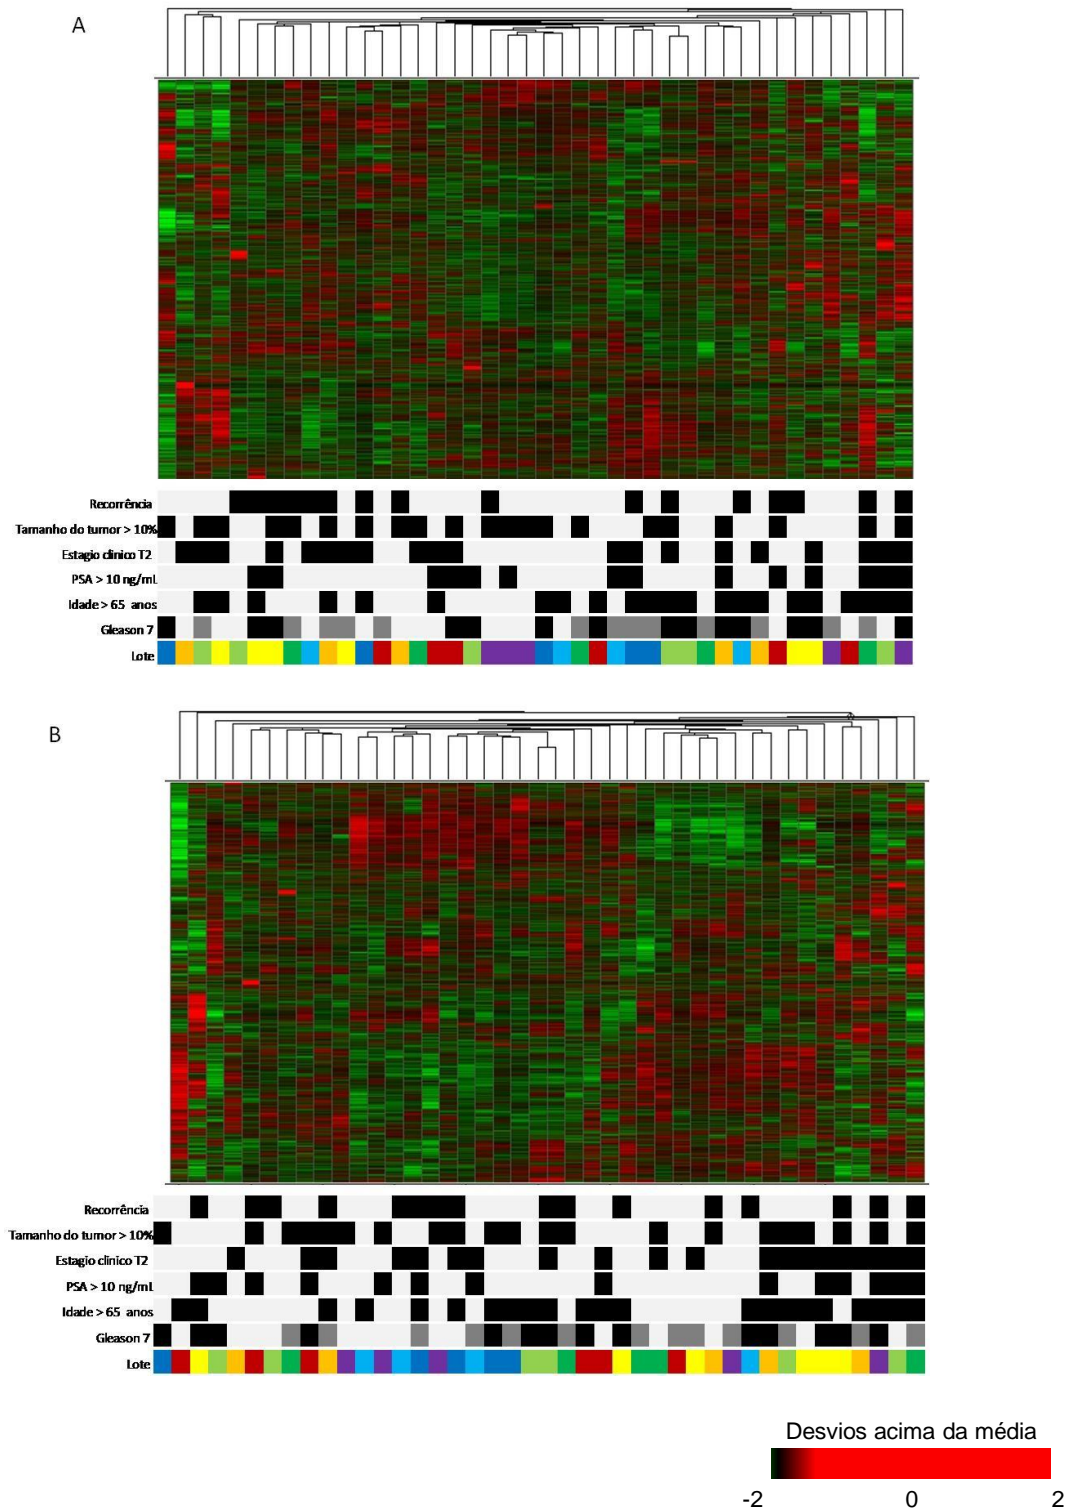 A
Recorrência
Tamanho do tumor > 10%
Estagio clinico T2
PSA > 10 ng/mL
Idade > 65 anos
Gleason 7
Lote
B
Recorrência
Tamanho do tumor > 10%
Estagio clinico T2
PSA > 10 ng/mL
Idade > 65 anos
Gleason 7
Lote
Desvios acima da média
-2 0 2